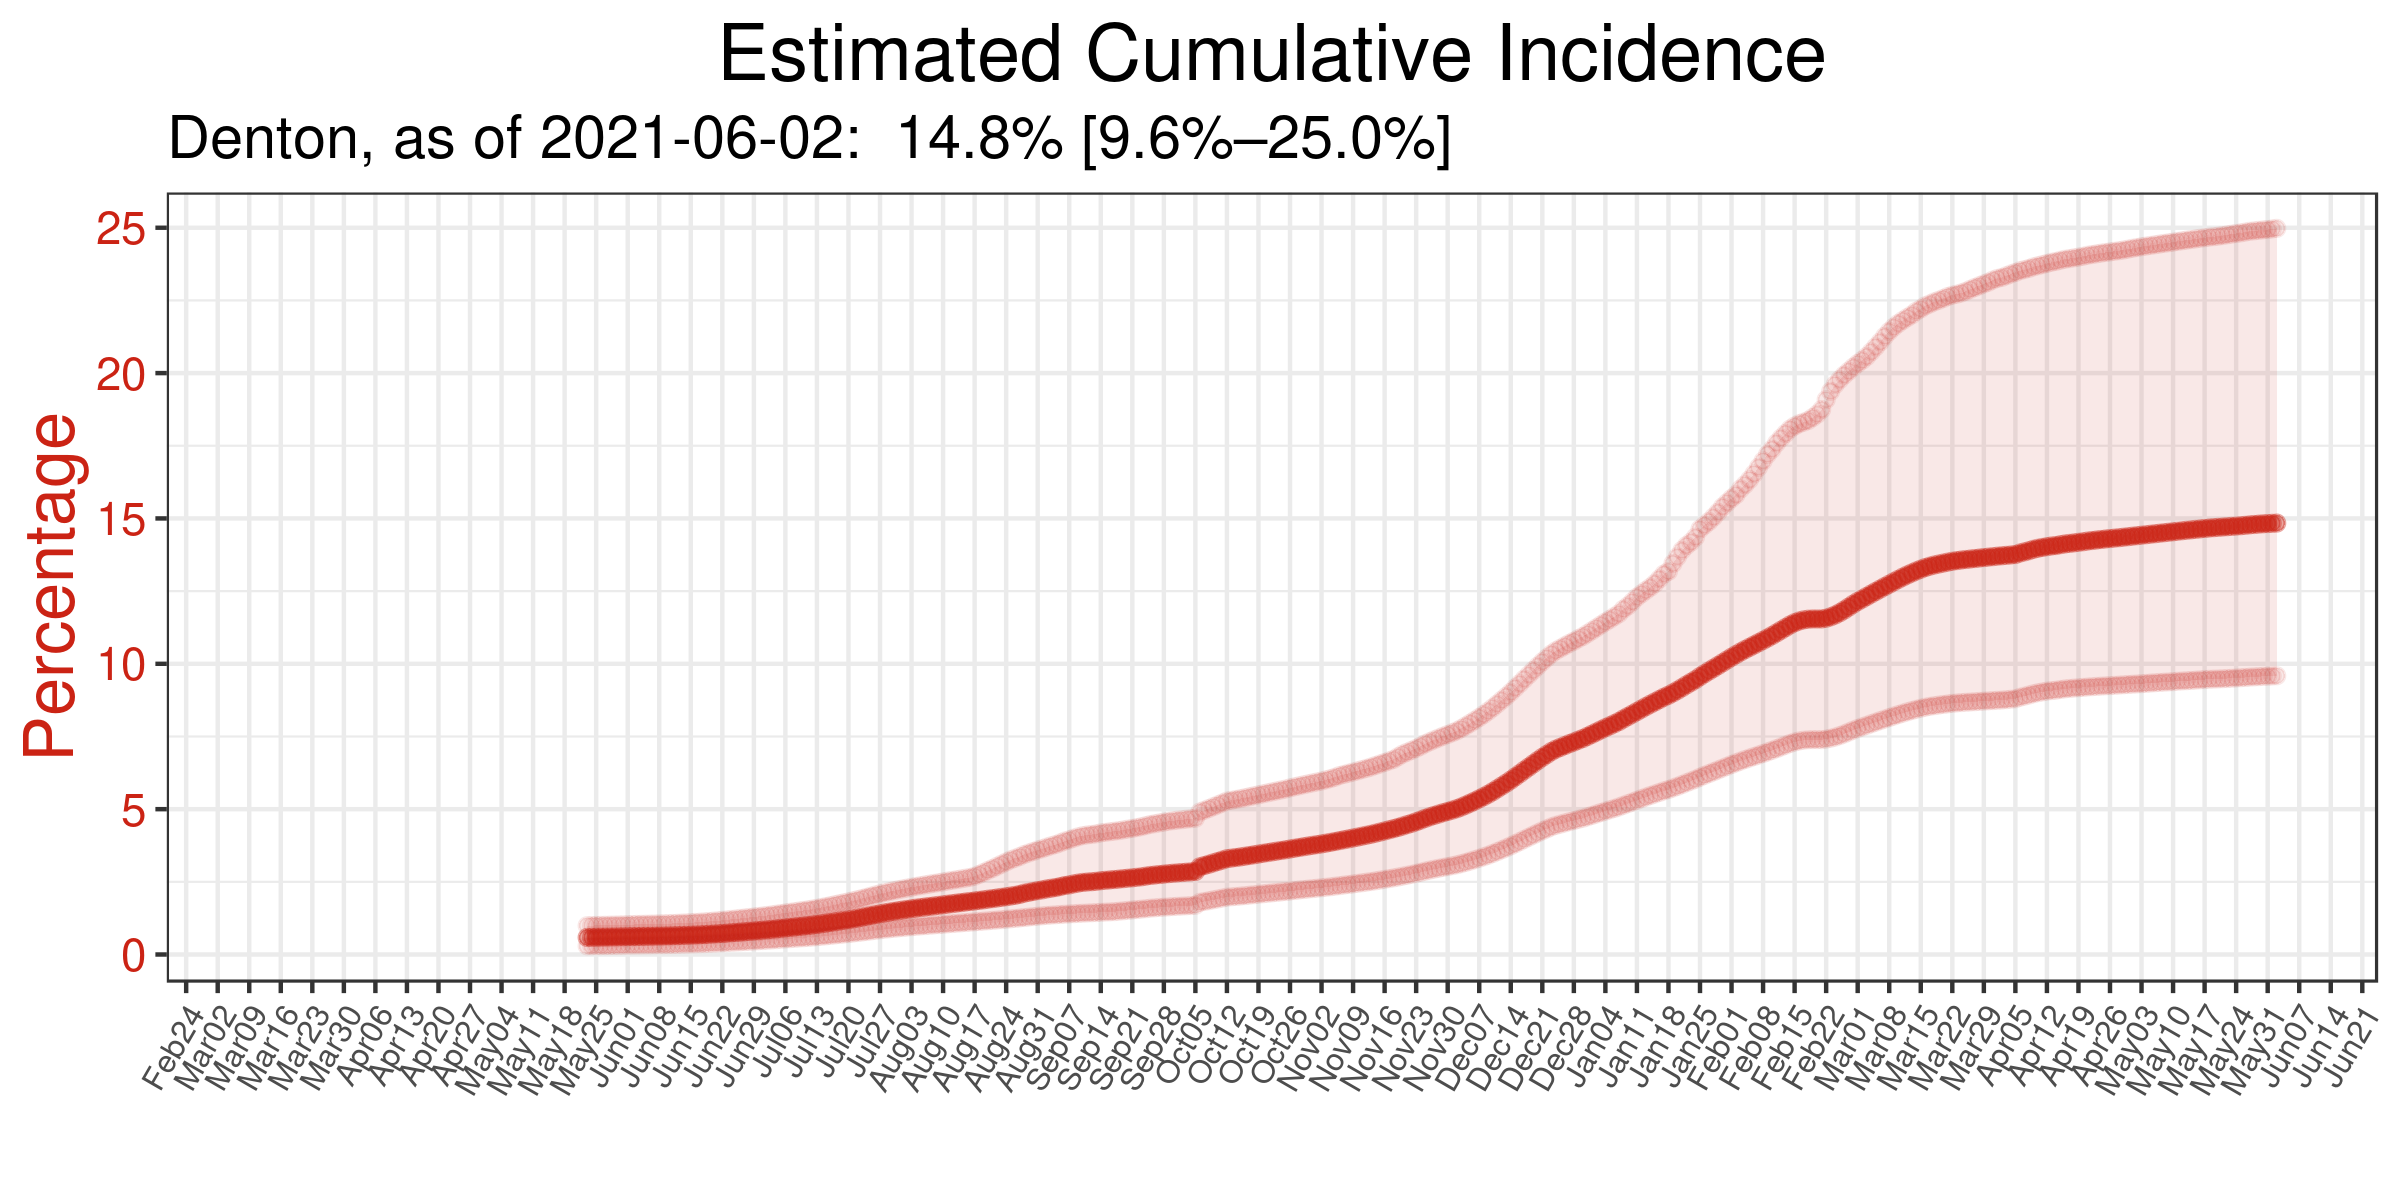 Estimated Cumulative Incidence
Denton, as of 2021-06-02:  14.8% [9.6%–25.0%]
Percentage
25
20
15
10
5
0
Feb24
Mar02
Mar09
Mar16
Mar23
Mar30
Apr06
Apr13
Apr20
Apr27
May04
May11
May18
May25
Jun01
Jun08
Jun15
Jun22
Jun29
Jul06
Jul13
Jul20
Jul27
Aug03
Aug10
Aug17
Aug24
Aug31
Sep07
Sep14
Sep21
Sep28
Oct05
Oct12
Oct19
Oct26
Nov02
Nov09
Nov16
Nov23
Nov30
Dec07
Dec14
Dec21
Dec28
Jan04
Jan11
Jan18
Jan25
Feb01
Feb08
Feb15
Feb22
Mar01
Mar08
Mar15
Mar22
Mar29
Apr05
Apr12
Apr19
Apr26
May03
May10
May17
May24
May31
Jun07
Jun14
Jun21